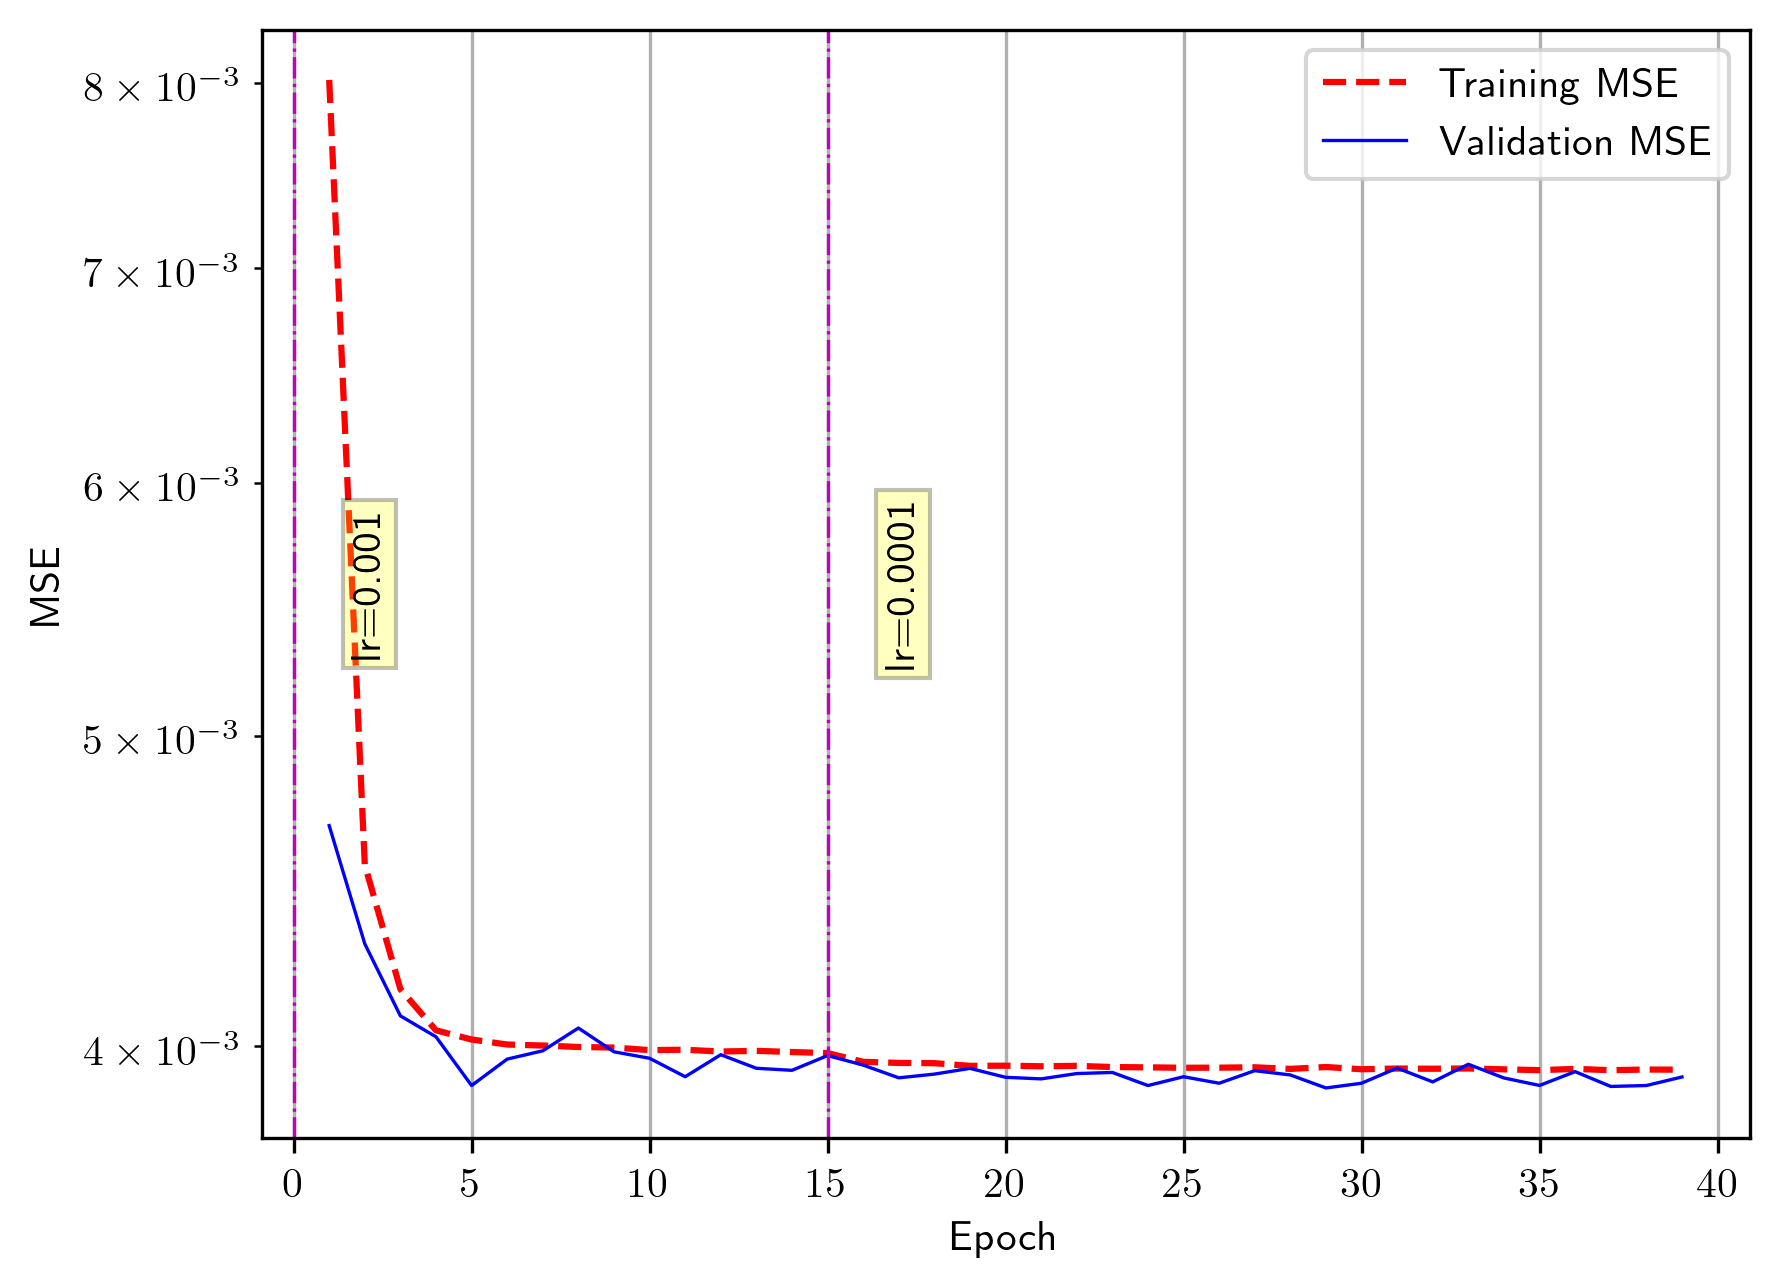 8 × 10⁻³
7 × 10⁻³
6 × 10⁻³
5 × 10⁻³
4 × 10⁻³
MSE
Training MSE
Validation MSE
lr=0.001
lr=0.0001
0 5 10 15 20 25 30 35 40
Epoch